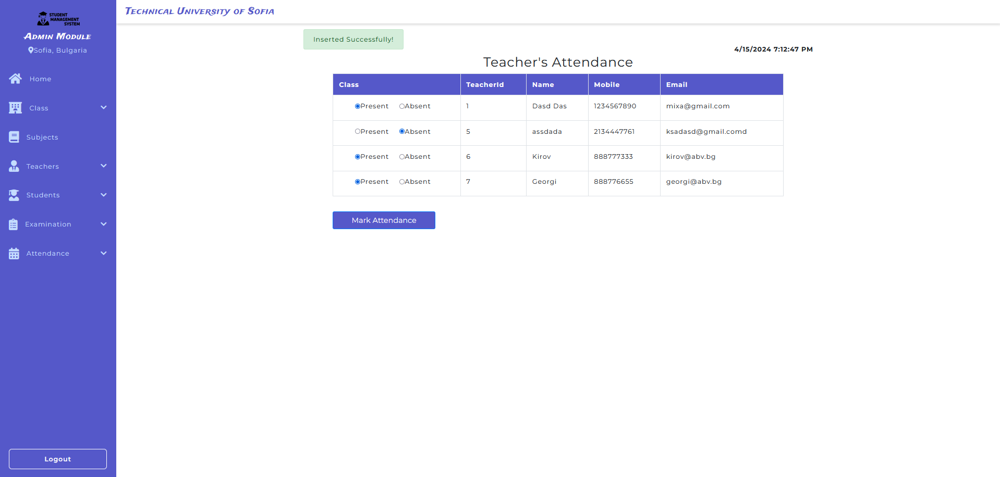 STUDENT
MANAGEMENT
SYSTEM
Admin Module
Sofia, Bulgaria
Home
Class
Subjects
Teachers
Students
Examination
Attendance
Logout
Technical University of Sofia
Inserted Successfully!
4/15/2024 7:12:47 PM
Teacher's Attendance
Class TeacherId Name Mobile Email
Present Absent 1 Dasd Das 1234567890 mixa@gmail.com
Present Absent 5 assdada 2134447761 ksadasd@gmail.comd
Present Absent 6 Kirov 888777333 kirov@abv.bg
Present Absent 7 Georgi 888776655 georgi@abv.bg
Mark Attendance